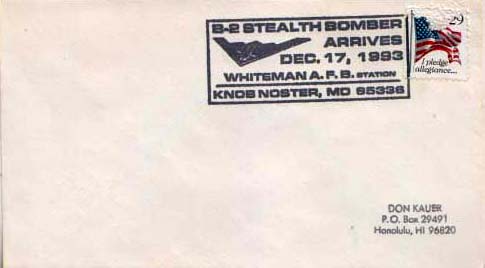 B-2 STEALTH BOMBER
ARRIVES
DEC. 17, 1993
WHITEMAN A.F.B. STATION
KNOB NOSTER, MO 65336
29
I pledge
allegiance...
DON KAUER
P.O. Box 29491
Honolulu, HI 96820